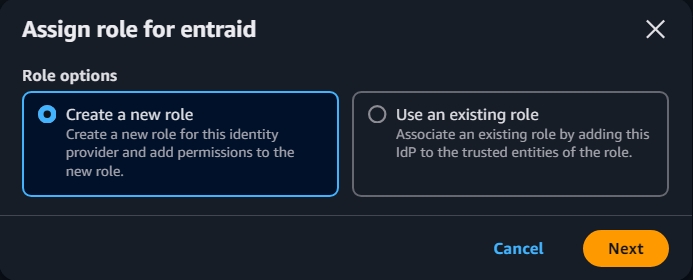 Assign role for entraid
Role options
Create a new role
Create a new role for this identity
provider and add permissions to the
new role.
Use an existing role
Associate an existing role by adding this
IdP to the trusted entities of the role.
Cancel
Next